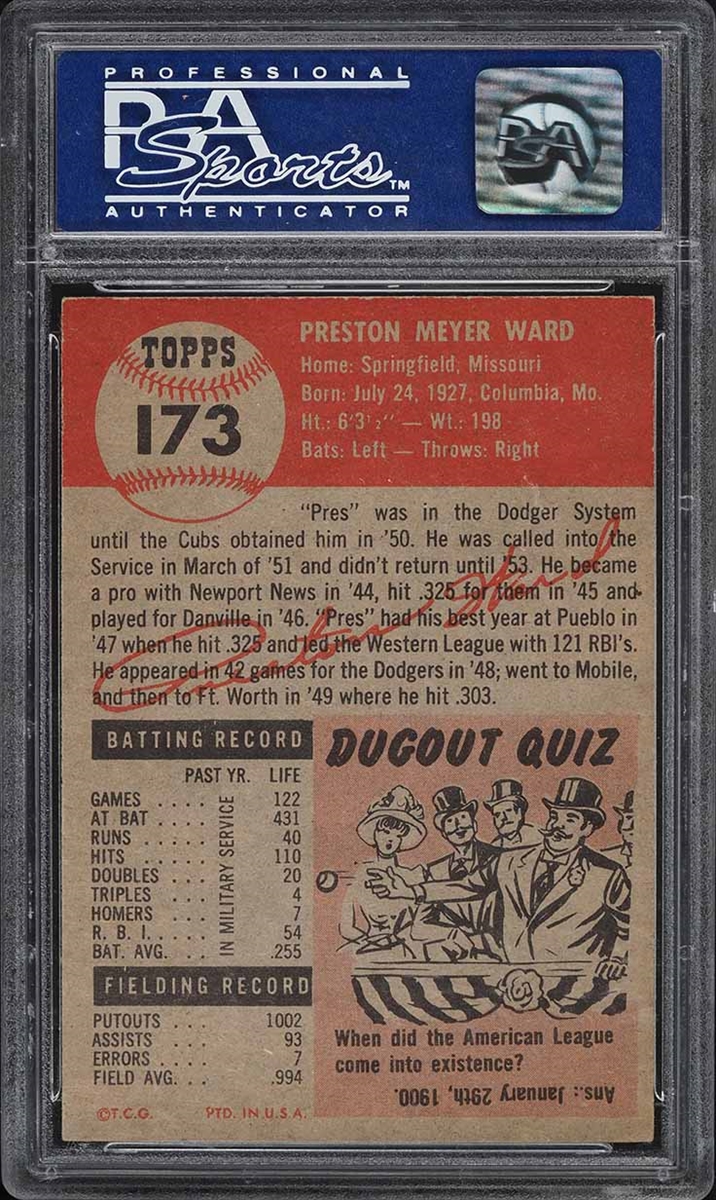 PROFESSIONAL
PSA
Sports™
AUTHENTICATOR
PSA
TOPPS
173
PRESTON MEYER WARD
Home: Springfield, Missouri
Born: July 24, 1927, Columbia, Mo.
Ht.: 6'3½" — Wt.: 198
Bats: Left — Throws: Right
"Pres" was in the Dodger System
until the Cubs obtained him in '50. He was called into the
Service in March of '51 and didn't return until '53. He became
a pro with Newport News in '44, hit .325 for them in '45 and
played for Danville in '46. "Pres" had his best year at Pueblo in
'47 when he hit .325 and led the Western League with 121 RBI's.
He appeared in 42 games for the Dodgers in '48; went to Mobile,
and then to Ft. Worth in '49 where he hit .303.
Preston Ward
BATTING RECORD
PAST YR. LIFE
GAMES . . . . 122
AT BAT . . . . 431
RUNS . . . . 40
HITS . . . . 110
DOUBLES . . . 20
TRIPLES . . . 4
HOMERS . . . 7
R. B. I. . . . . 54
BAT. AVG. . . . .255
IN MILITARY SERVICE
FIELDING RECORD
PUTOUTS . . . 1002
ASSISTS . . . 93
ERRORS . . . . 7
FIELD AVG. . . .994
©T.C.G. PTD. IN U.S.A.
DUGOUT QUIZ
When did the American League
come into existence?
Ans.: January 29th, 1900.